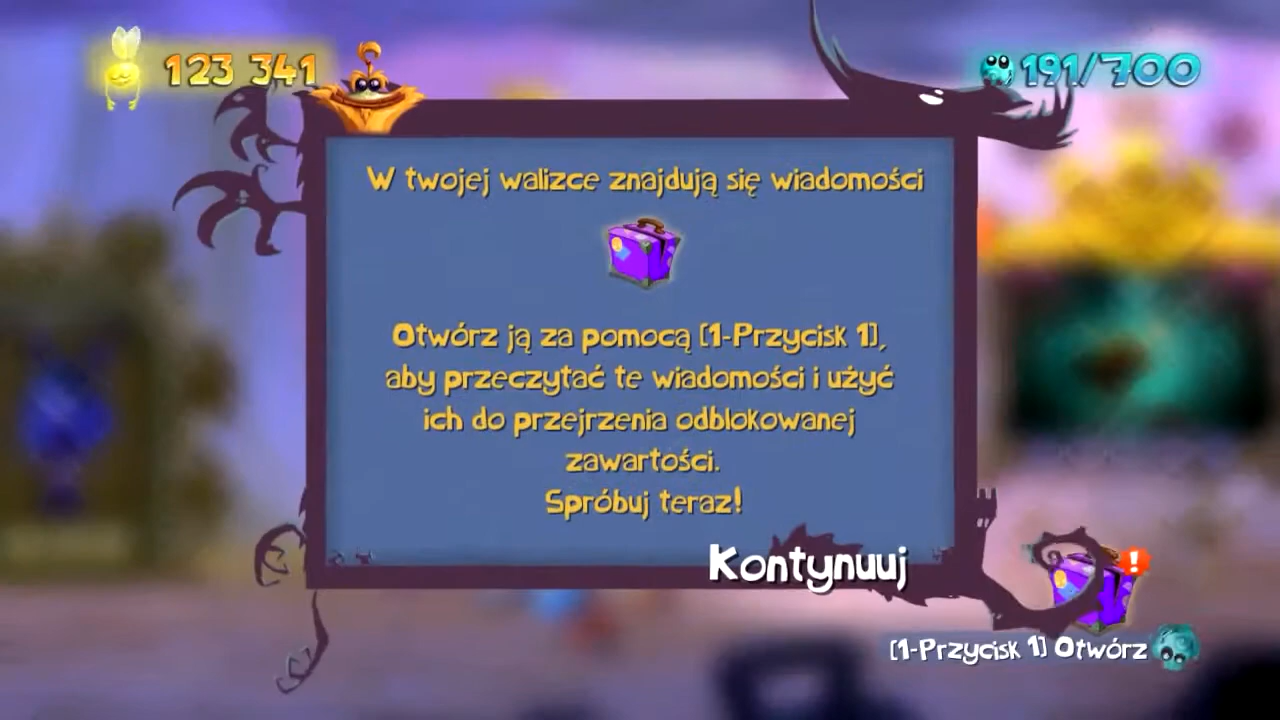 123 341
191/700
W twojej walizce znajdują się wiadomości
Otwórz ją za pomocą [1-Przycisk 1],
aby przeczytać te wiadomości i użyć
ich do przejrzenia odblokowanej
zawartości.
Spróbuj teraz!
Kontynuuj
!
[1-Przycisk 1] Otwórz